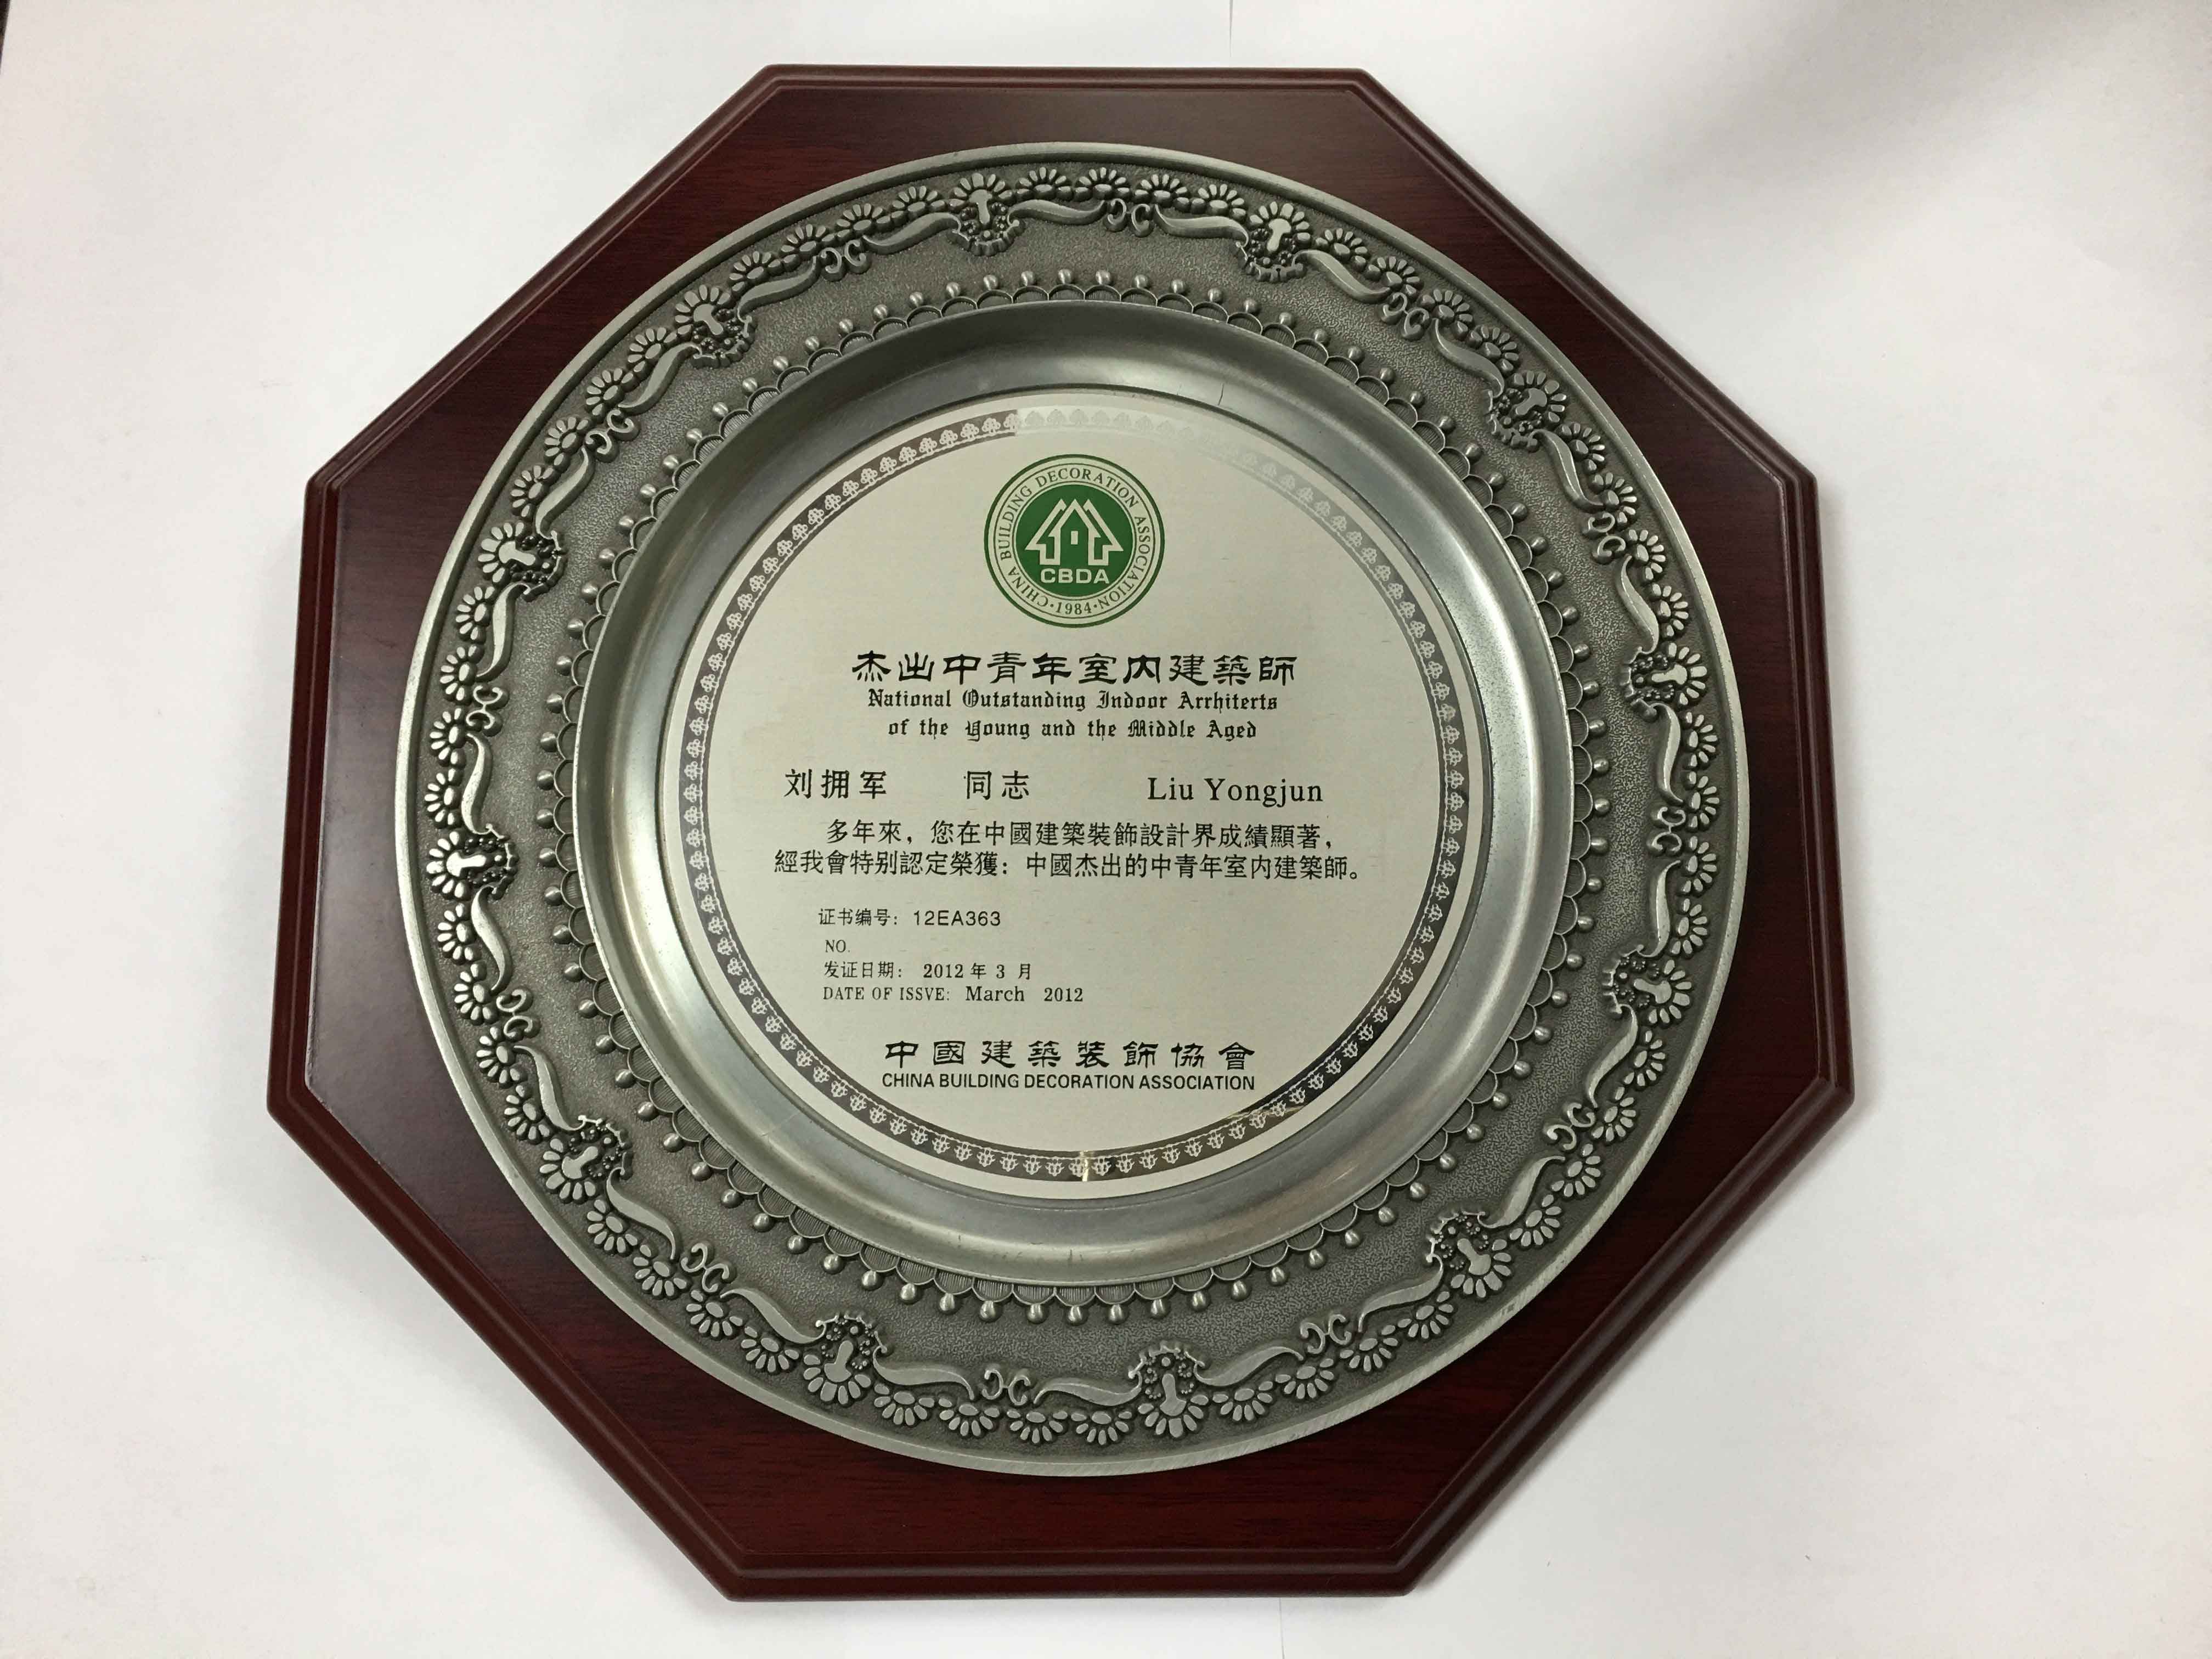 CHINA BUILDING DECORATION ASSOCIATION
CBDA
·1984·
杰出中青年室内建築師
National Outstanding Indoor Arrhiterts
of the Young and the Middle Aged
刘拥军 同志 Liu Yongjun
多年來，您在中國建築裝飾設計界成績顯著，
經我會特别認定榮獲：中國杰出的中青年室内建築師。
证书编号：12EA363
NO.
发证日期： 2012 年 3 月
DATE OF ISSVE: March 2012
中國建築装飾協會
CHINA BUILDING DECORATION ASSOCIATION